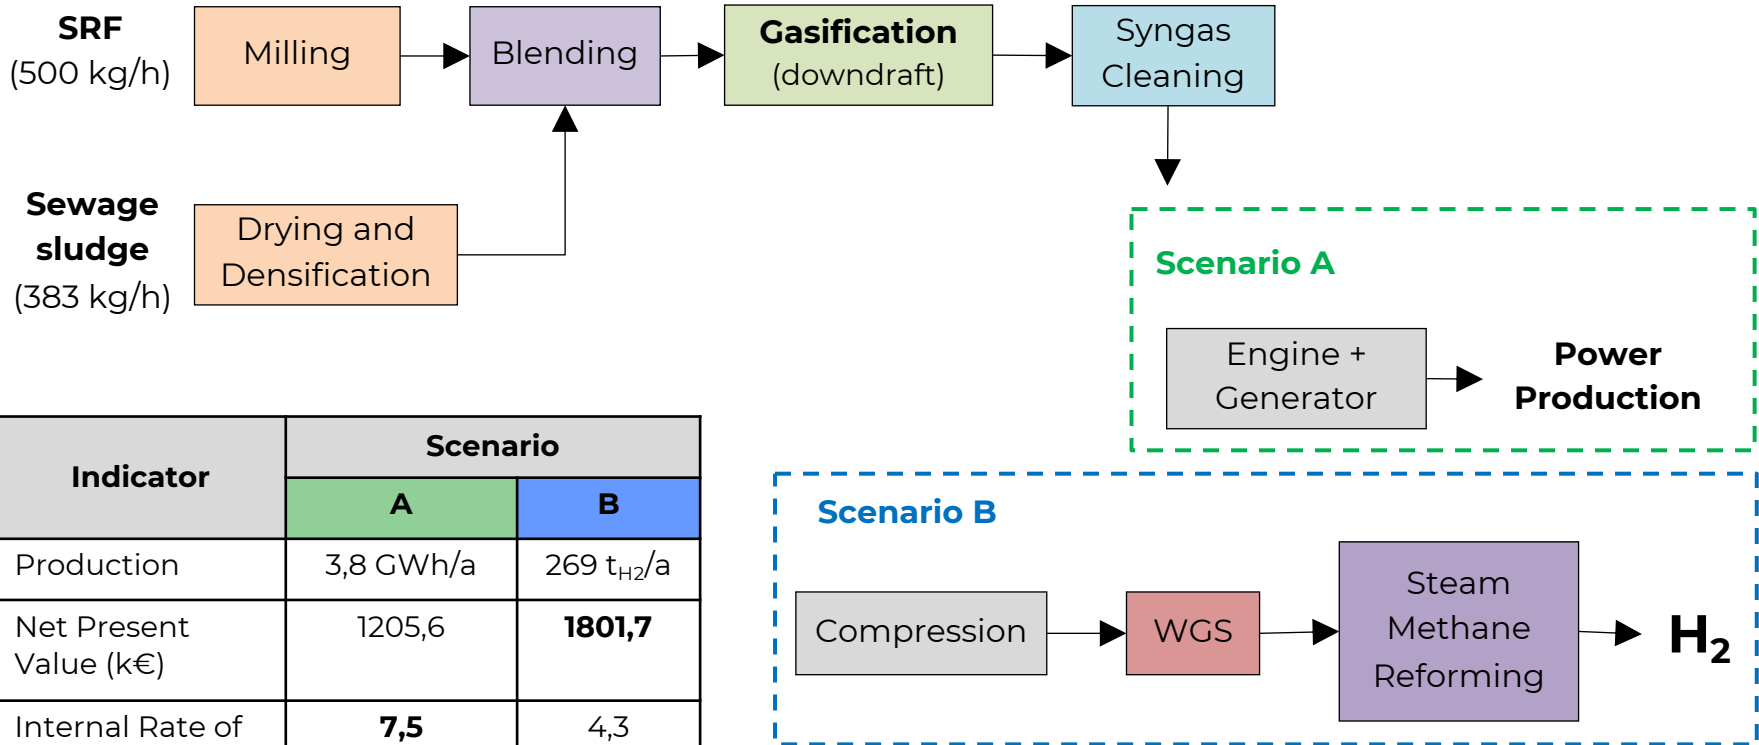 SRF
(500 kg/h)
Milling
Blending
Gasification
(downdraft)
Syngas
Cleaning
Sewage
sludge
(383 kg/h)
Drying and
Densification
Scenario A
Engine +
Generator
Power
Production
Scenario B
Compression
WGS
Steam
Methane
Reforming
H₂
Indicator
Scenario
A
B
Production
3,8 GWh/a
269 t_H2/a
Net Present
Value (k€)
1205,6
1801,7
Internal Rate of
7,5
4,3